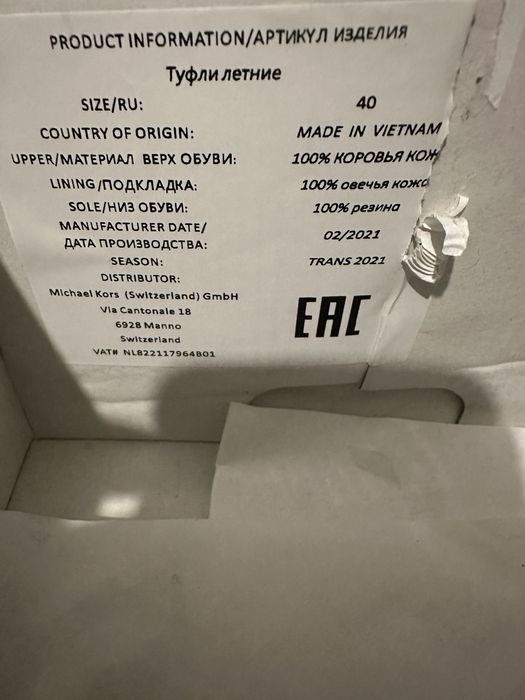 PRODUCT INFORMATION/АРТИКУЛ ИЗДЕЛИЯ
Туфли летние
SIZE/RU: 40
COUNTRY OF ORIGIN: MADE IN VIETNAM
UPPER/МАТЕРИАЛ ВЕРХ ОБУВИ: 100% КОРОВЬЯ КОЖ
LINING/ПОДКЛАДКА: 100% овечья кожа
SOLE/НИЗ ОБУВИ: 100% резина
MANUFACTURER DATE/
ДАТА ПРОИЗВОДСТВА: 02/2021
SEASON: TRANS 2021
DISTRIBUTOR:
Michael Kors (Switzerland) GmbH
Via Cantonale 18
6928 Manno
Switzerland
VAT# NL822117964B01
EAC